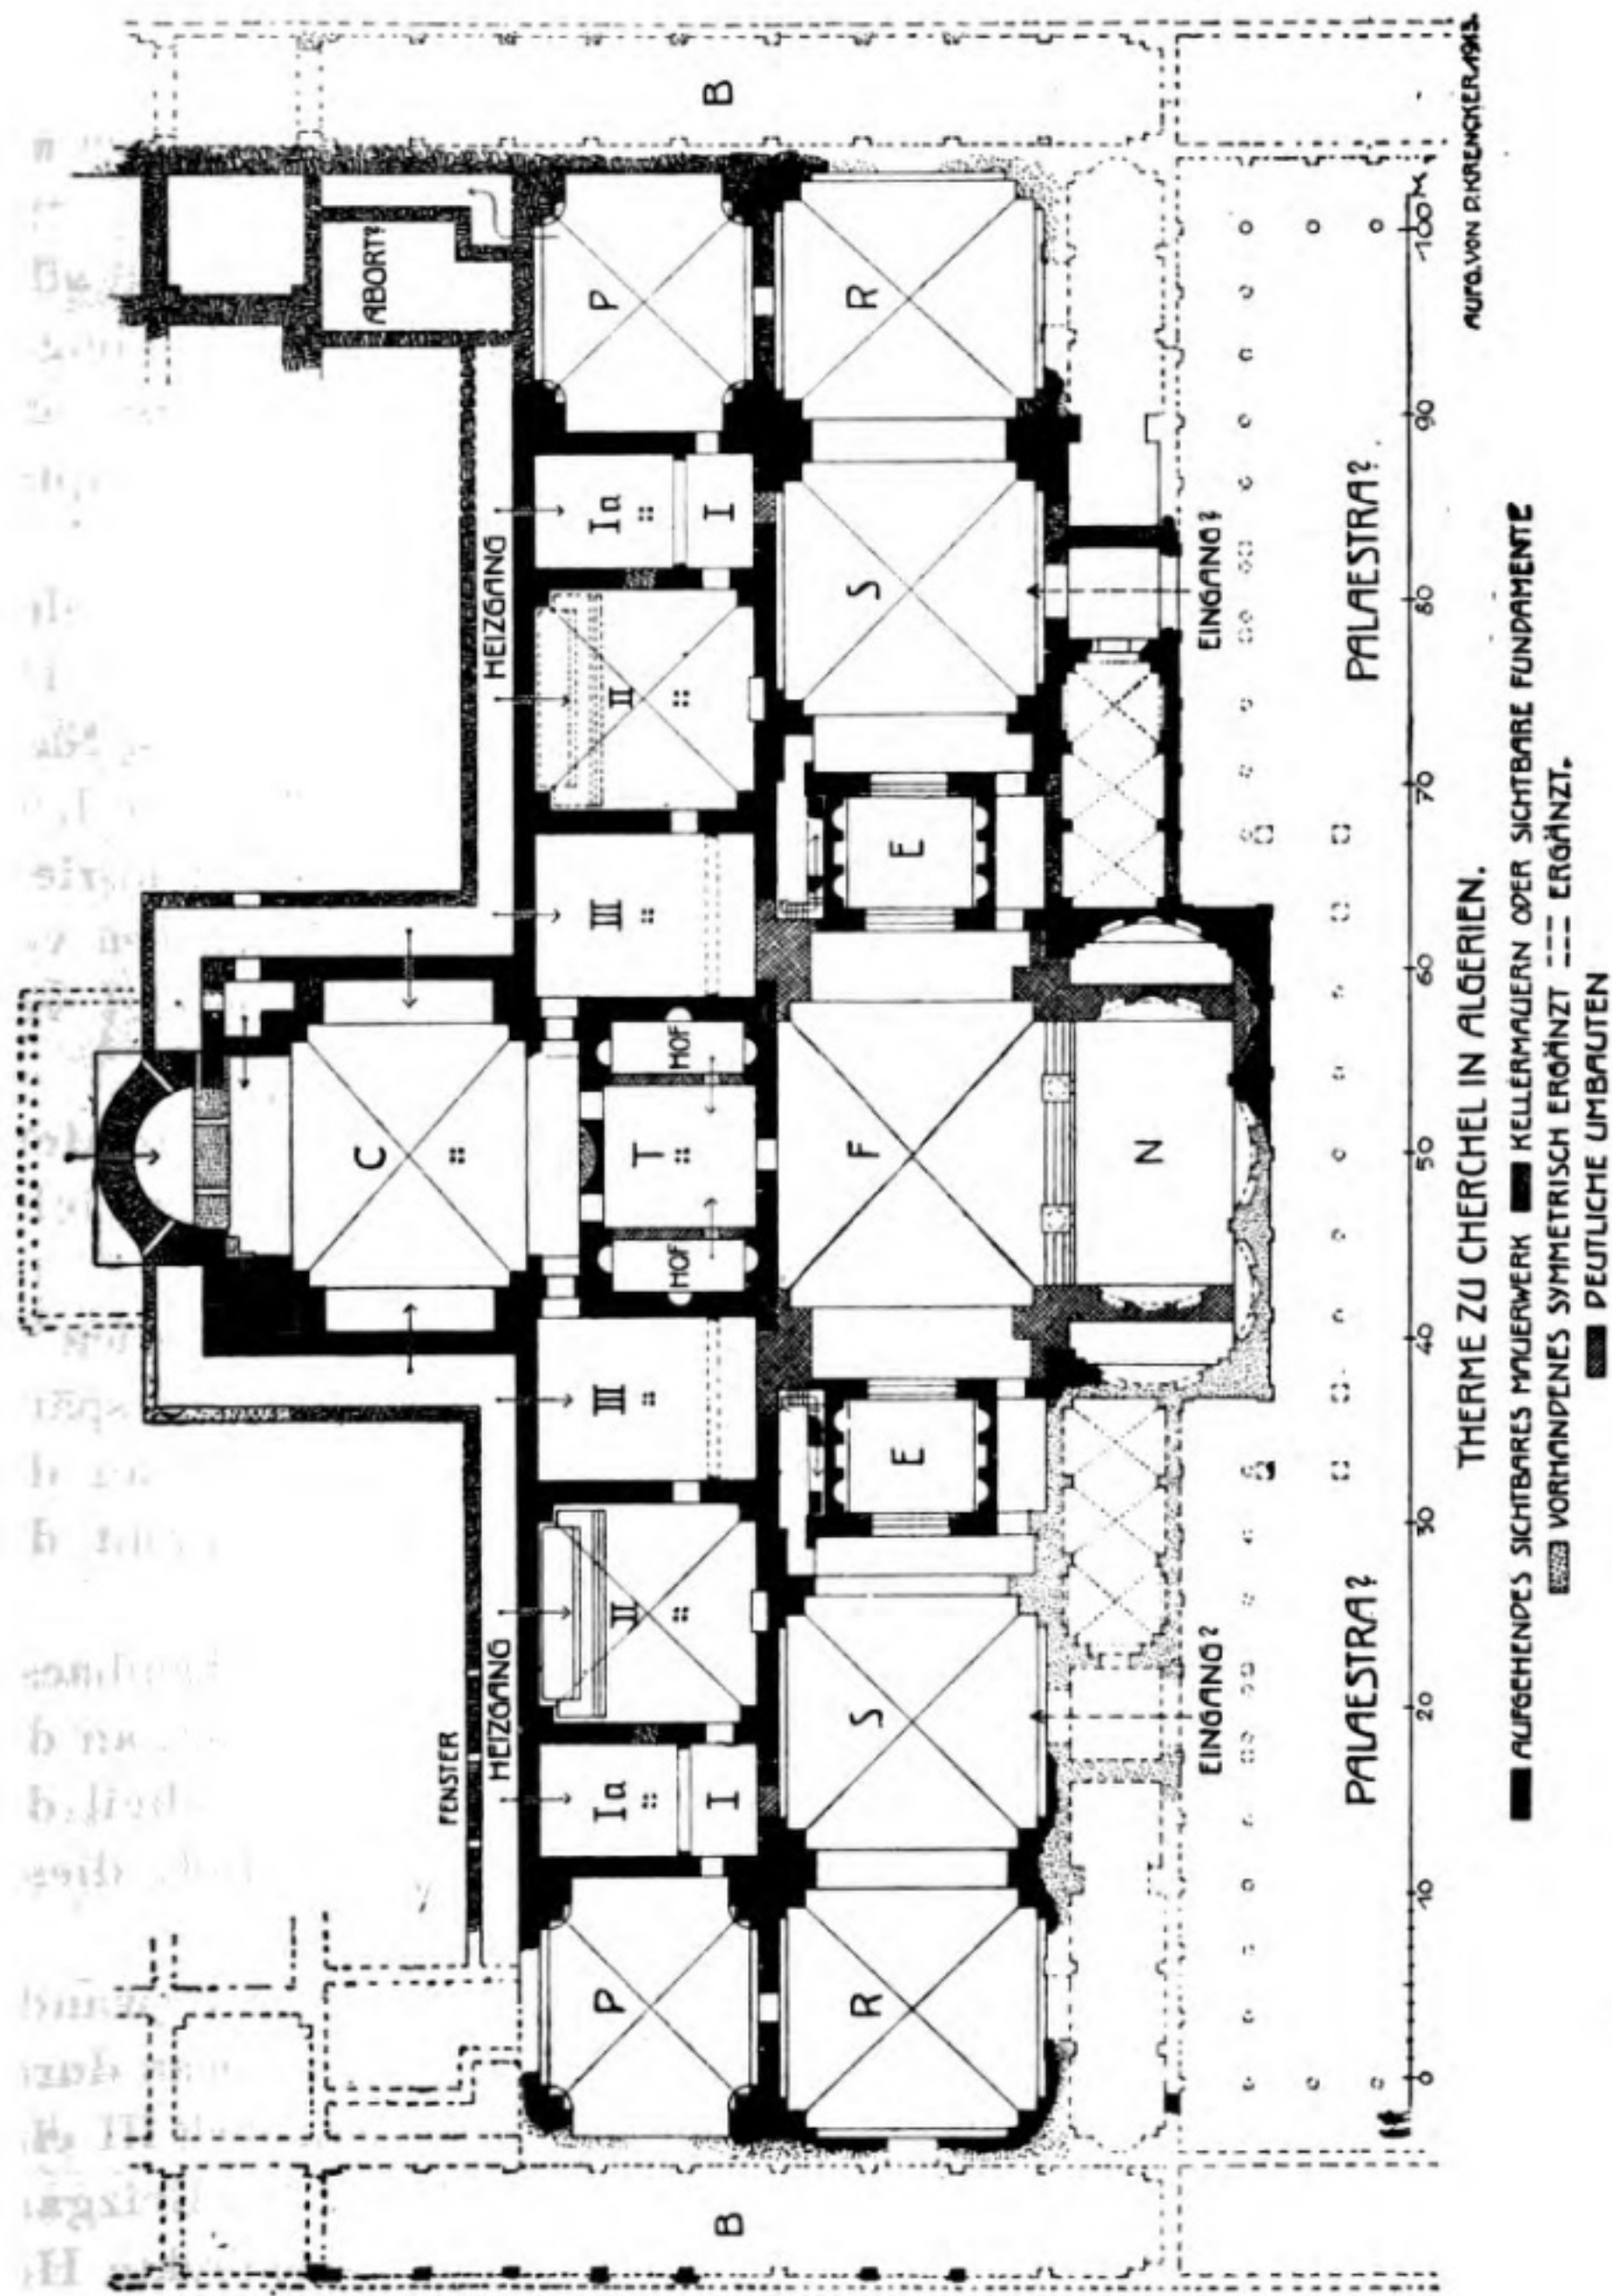 B
ABORT?
P
R
Ia
I
S
HEIZGANG
II
EINGANG?
PALAESTRA?
III
E
C
HOF
T
HOF
F
N
III
E
II
HEIZGANG
FENSTER
Ia
I
S
EINGANG?
PALAESTRA?
P
R
B
0 10 20 30 40 50 60 70 80 90 100 M
AUFG. VON D. KRENCKER 1913.
THERME ZU CHERCHEL IN ALGERIEN.
AUFGEHENDES SICHTBARES MAUERWERK KELLERMAUERN ODER SICHTBARE FUNDAMENTE
VORHANDENES SYMMETRISCH ERGÄNZT ERGÄNZT.
DEUTLICHE UMBAUTEN